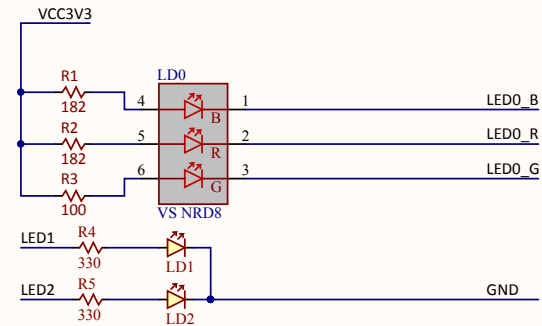 VCC3V3
R1
182
R2
182
R3
100
LD0
4 B 1
5 R 2
6 G 3
VS NRD8
LED0_B
LED0_R
LED0_G
LED1 R4
330
LD1
LED2 R5
330
LD2
GND